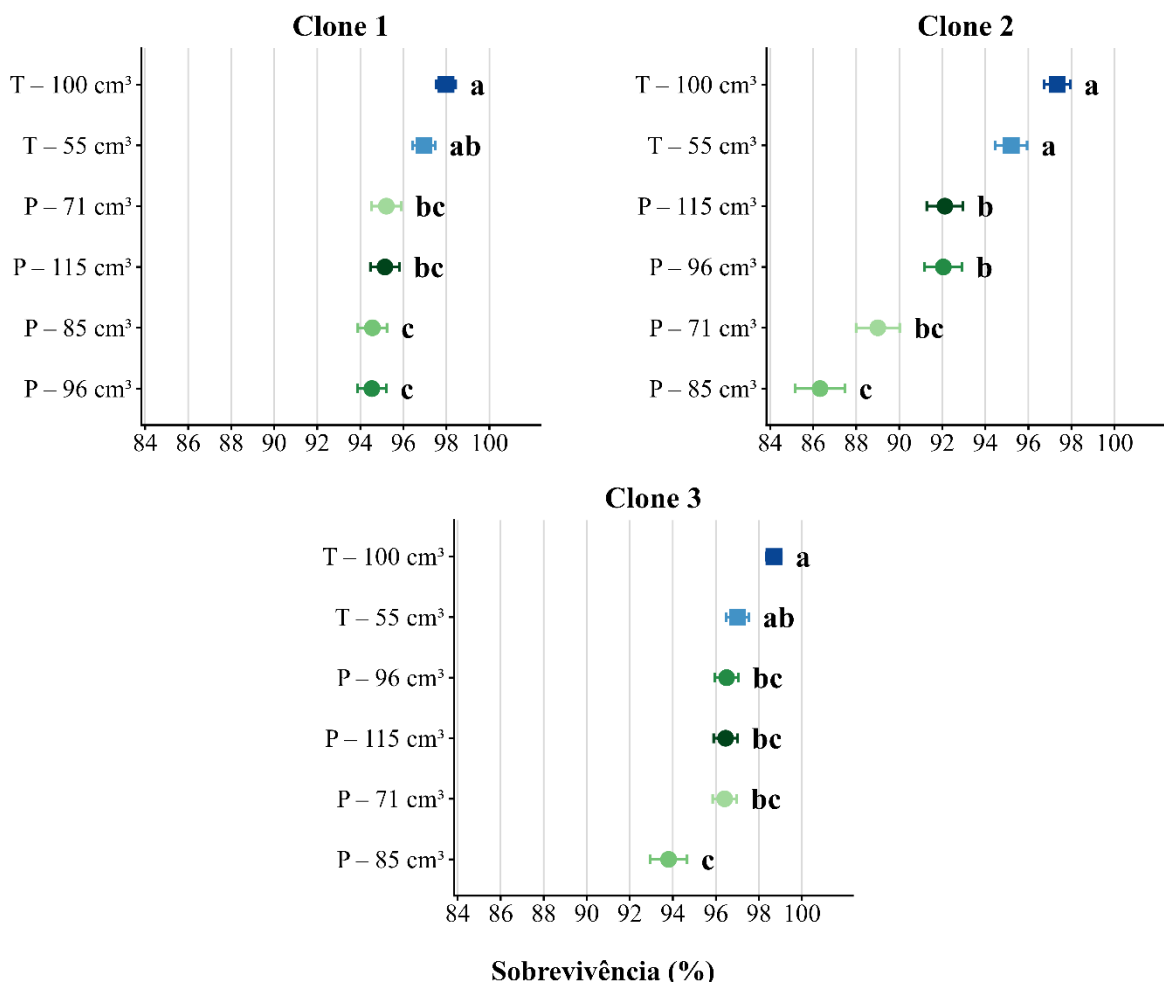 Clone 1
T – 100 cm³ a
T – 55 cm³ ab
P – 71 cm³ bc
P – 115 cm³ bc
P – 85 cm³ c
P – 96 cm³ c
84 86 88 90 92 94 96 98 100
Clone 2
T – 100 cm³ a
T – 55 cm³ a
P – 115 cm³ b
P – 96 cm³ b
P – 71 cm³ bc
P – 85 cm³ c
84 86 88 90 92 94 96 98 100
Clone 3
T – 100 cm³ a
T – 55 cm³ ab
P – 96 cm³ bc
P – 115 cm³ bc
P – 71 cm³ bc
P – 85 cm³ c
84 86 88 90 92 94 96 98 100
Sobrevivência (%)